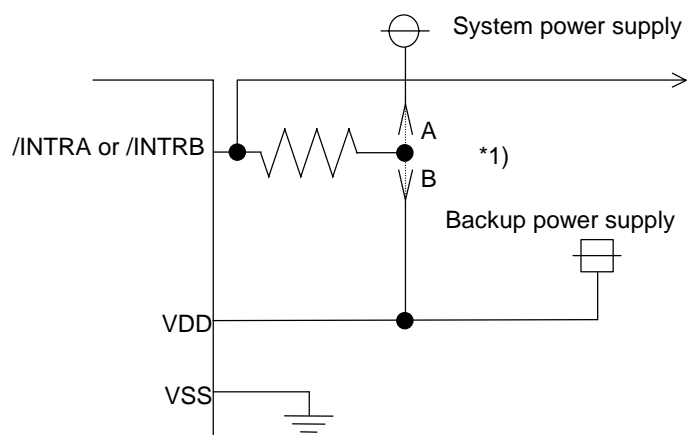 System power supply
A
/INTRA or /INTRB
*1)
B
Backup power supply
VDD
VSS